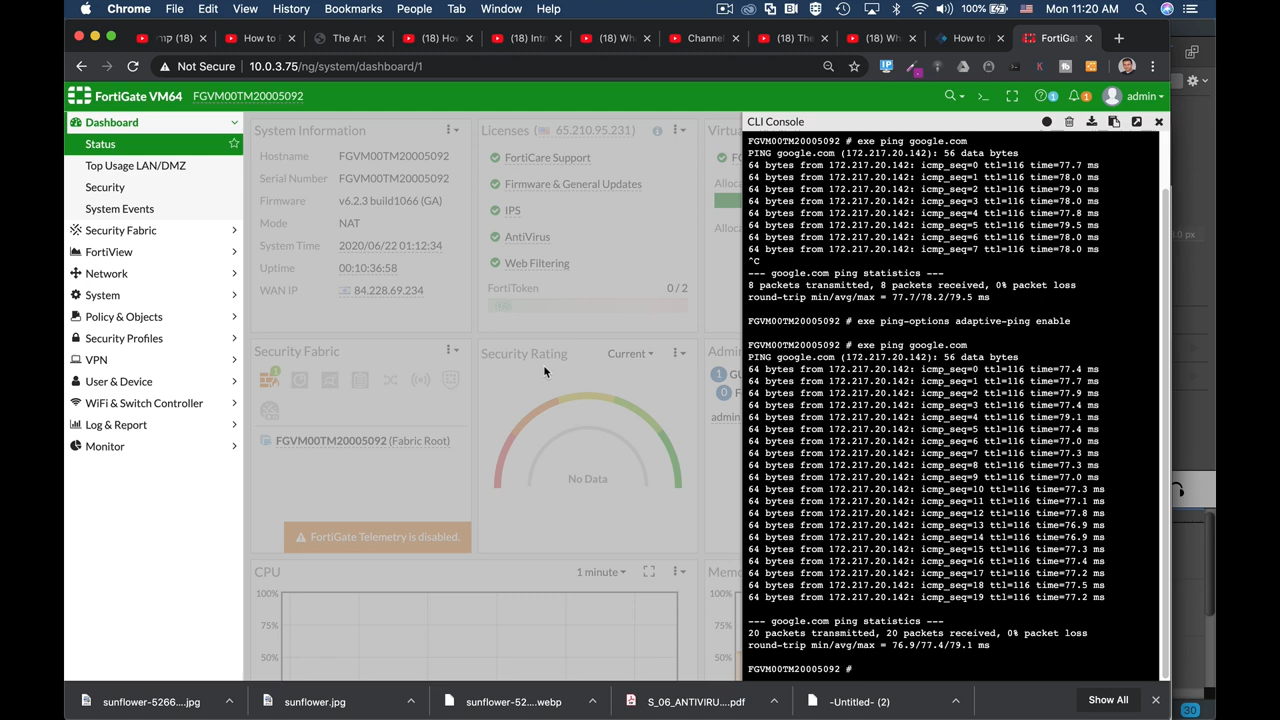 Chrome File Edit View History Bookmarks People Tab Window Help 100% Mon 11:20 AM
(18) קורי How to F (18) Hov The Art (18) Intro (18) Wha Channel (18) The (18) Wh How to I FortiGat
Not Secure 10.0.3.75/ng/system/dashboard/1
FortiGate VM64 FGVM00TM20005092 1 1 admin
Dashboard
Status
Top Usage LAN/DMZ
Security
System Events
Security Fabric
FortiView
Network
System
Policy & Objects
Security Profiles
VPN
User & Device
WiFi & Switch Controller
Log & Report
Monitor
System Information
Hostname FGVM00TM20005092
Serial Number FGVM00TM20005092
Firmware v6.2.3 build1066 (GA)
Mode NAT
System Time 2020/06/22 01:12:34
Uptime 00:10:36:58
WAN IP 84.228.69.234
Licenses ( 65.210.95.231)
FortiCare Support
Firmware & General Updates
IPS
AntiVirus
Web Filtering
FortiToken 0 / 2
Virtua
Alloca
Alloca
Security Fabric
1
FGVM00TM20005092 (Fabric Root)
FortiGate Telemetry is disabled.
Security Rating Current
No Data
Admin
1 GU
0 F
admin
CPU 1 minute
100%
75%
50%
Memo
100%
75%
50%
CLI Console
FGVM00TM20005092 # exe ping google.com
PING google.com (172.217.20.142): 56 data bytes
64 bytes from 172.217.20.142: icmp_seq=0 ttl=116 time=77.7 ms
64 bytes from 172.217.20.142: icmp_seq=1 ttl=116 time=78.0 ms
64 bytes from 172.217.20.142: icmp_seq=2 ttl=116 time=79.0 ms
64 bytes from 172.217.20.142: icmp_seq=3 ttl=116 time=78.0 ms
64 bytes from 172.217.20.142: icmp_seq=4 ttl=116 time=77.8 ms
64 bytes from 172.217.20.142: icmp_seq=5 ttl=116 time=79.5 ms
64 bytes from 172.217.20.142: icmp_seq=6 ttl=116 time=78.0 ms
64 bytes from 172.217.20.142: icmp_seq=7 ttl=116 time=78.0 ms
^C
--- google.com ping statistics ---
8 packets transmitted, 8 packets received, 0% packet loss
round-trip min/avg/max = 77.7/78.2/79.5 ms
FGVM00TM20005092 # exe ping-options adaptive-ping enable
FGVM00TM20005092 # exe ping google.com
PING google.com (172.217.20.142): 56 data bytes
64 bytes from 172.217.20.142: icmp_seq=0 ttl=116 time=77.4 ms
64 bytes from 172.217.20.142: icmp_seq=1 ttl=116 time=77.7 ms
64 bytes from 172.217.20.142: icmp_seq=2 ttl=116 time=77.9 ms
64 bytes from 172.217.20.142: icmp_seq=3 ttl=116 time=77.4 ms
64 bytes from 172.217.20.142: icmp_seq=4 ttl=116 time=79.1 ms
64 bytes from 172.217.20.142: icmp_seq=5 ttl=116 time=77.4 ms
64 bytes from 172.217.20.142: icmp_seq=6 ttl=116 time=77.0 ms
64 bytes from 172.217.20.142: icmp_seq=7 ttl=116 time=77.3 ms
64 bytes from 172.217.20.142: icmp_seq=8 ttl=116 time=77.3 ms
64 bytes from 172.217.20.142: icmp_seq=9 ttl=116 time=77.0 ms
64 bytes from 172.217.20.142: icmp_seq=10 ttl=116 time=77.3 ms
64 bytes from 172.217.20.142: icmp_seq=11 ttl=116 time=77.1 ms
64 bytes from 172.217.20.142: icmp_seq=12 ttl=116 time=77.8 ms
64 bytes from 172.217.20.142: icmp_seq=13 ttl=116 time=76.9 ms
64 bytes from 172.217.20.142: icmp_seq=14 ttl=116 time=76.9 ms
64 bytes from 172.217.20.142: icmp_seq=15 ttl=116 time=77.3 ms
64 bytes from 172.217.20.142: icmp_seq=16 ttl=116 time=77.4 ms
64 bytes from 172.217.20.142: icmp_seq=17 ttl=116 time=77.2 ms
64 bytes from 172.217.20.142: icmp_seq=18 ttl=116 time=77.5 ms
64 bytes from 172.217.20.142: icmp_seq=19 ttl=116 time=77.2 ms
--- google.com ping statistics ---
20 packets transmitted, 20 packets received, 0% packet loss
round-trip min/avg/max = 76.9/77.4/79.1 ms
FGVM00TM20005092 #
sunflower-5266....jpg sunflower.jpg sunflower-52....webp S_06_ANTIVIRU....pdf -Untitled- (2) Show All
30